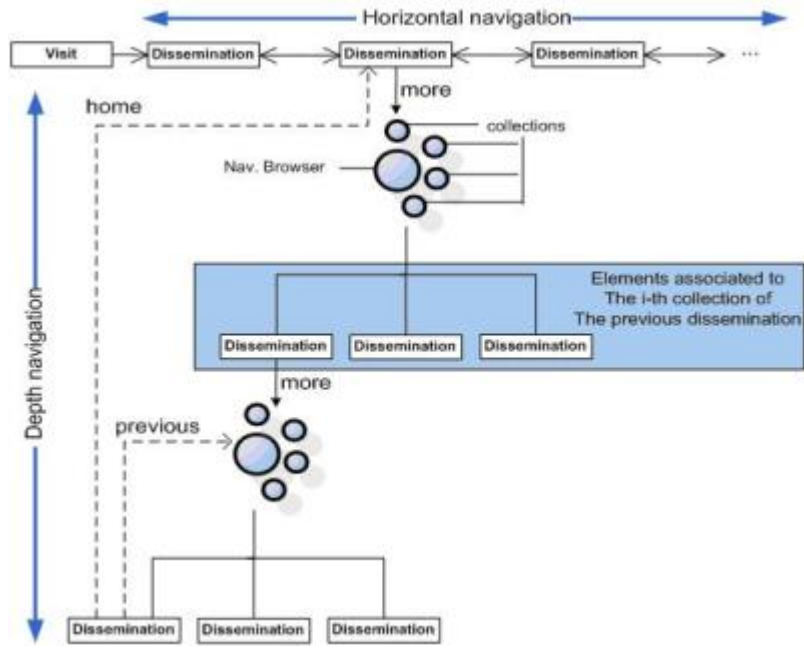 Horizontal navigation
Visit
Dissemination
Dissemination
Dissemination
...
home
more
collections
Nav. Browser
Depth navigation
Elements associated to
The i-th collection of
The previous dissemination
Dissemination
Dissemination
Dissemination
more
previous
Dissemination
Dissemination
Dissemination